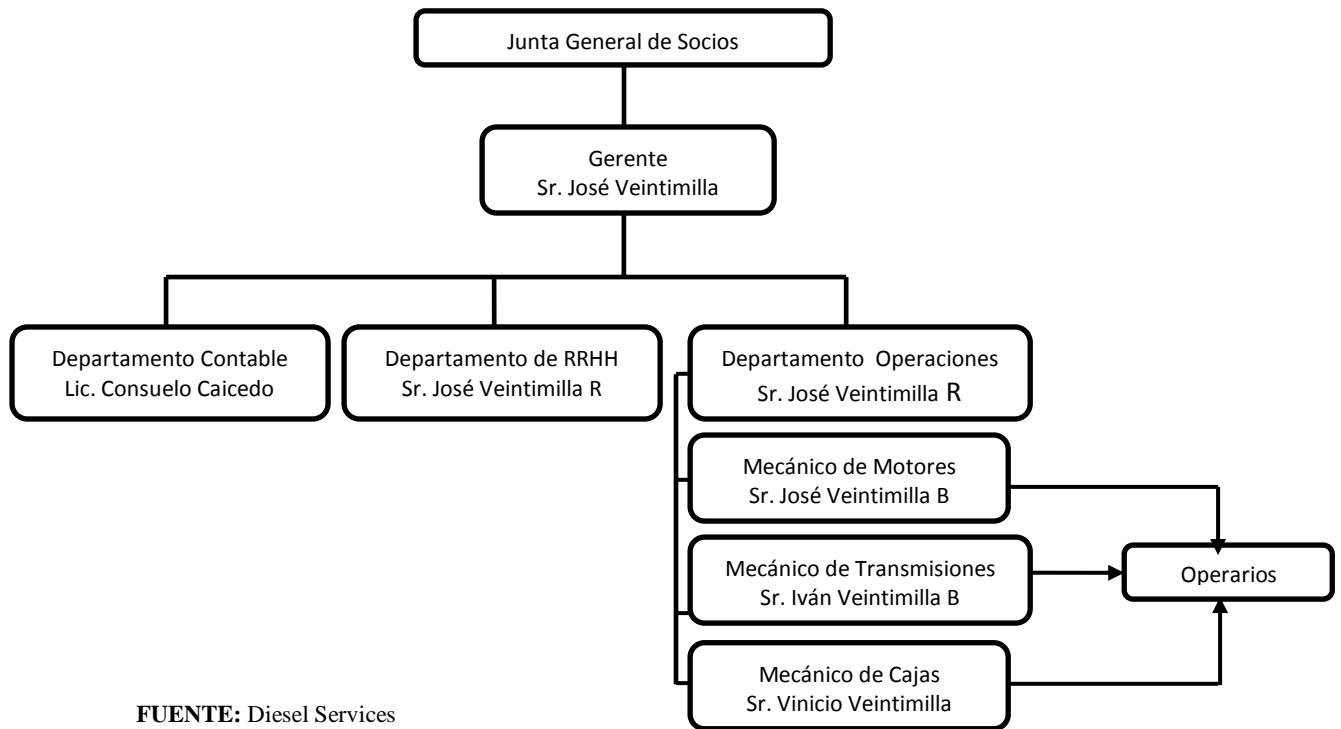 Junta General de Socios
Gerente
Sr. José Veintimilla
Departamento Contable
Lic. Consuelo Caicedo
Departamento de RRHH
Sr. José Veintimilla R
Departamento Operaciones
Sr. José Veintimilla R
Mecánico de Motores
Sr. José Veintimilla B
Mecánico de Transmisiones
Sr. Iván Veintimilla B
Operarios
Mecánico de Cajas
Sr. Vinicio Veintimilla
FUENTE: Diesel Services